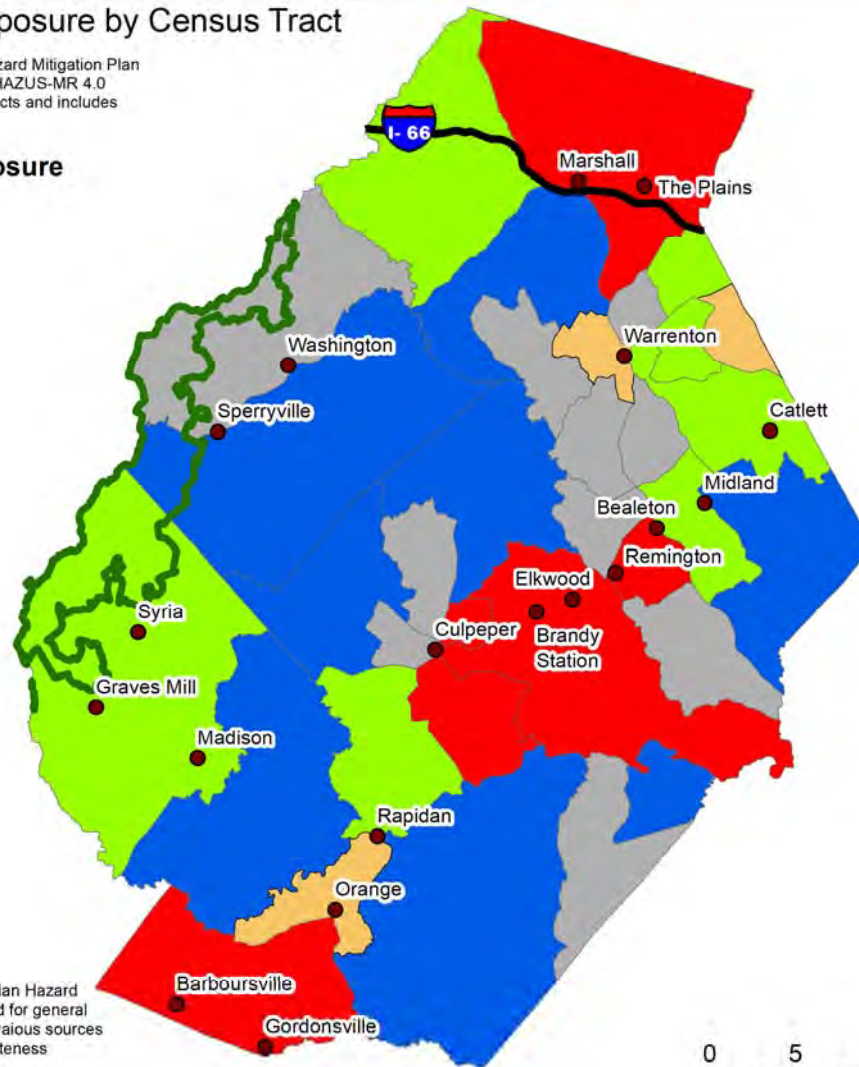 posure by Census Tract
zard Mitigation Plan
HAZUS-MR 4.0
cts and includes
osure
I- 66
Marshall
The Plains
Warrenton
Washington
Sperryville
Catlett
Midland
Bealeton
Remington
Elkwood
Brandy
Station
Culpeper
Syria
Graves Mill
Madison
Rapidan
Orange
Barboursville
Gordonsville
lan Hazard
d for general
vaious sources
teness
0 5